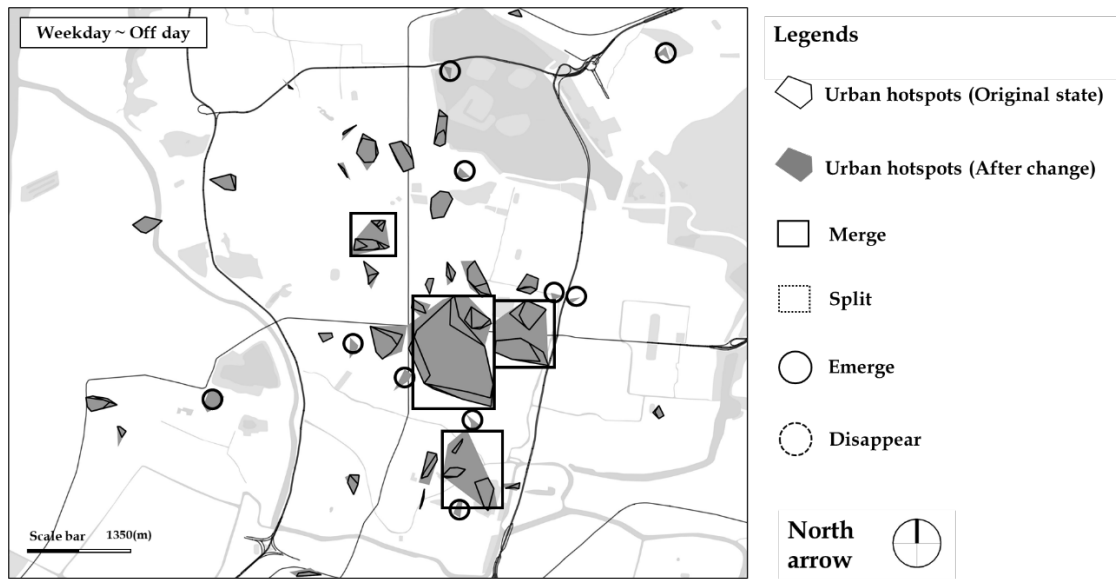 Weekday ~ Off day
Scale bar 1350(m)
Legends
Urban hotspots (Original state)
Urban hotspots (After change)
Merge
Split
Emerge
Disappear
North
arrow